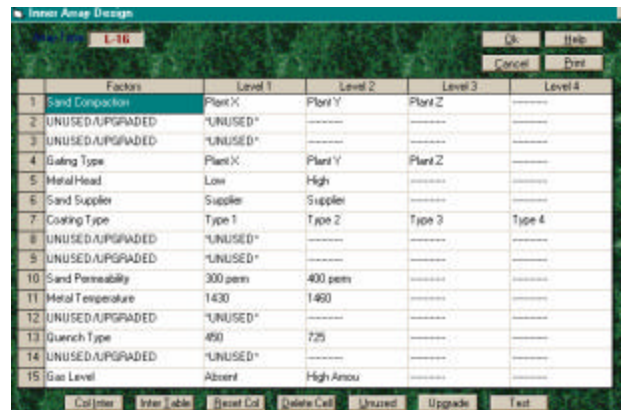 Inner Array Design
L-16
Ok Help
Cancel Print
Factors Level 1 Level 2 Level 3 Level 4
1 Sand Compaction Plant X Plant Y Plant Z --------
2 UNUSED/UPGRADED *UNUSED* -------- -------- --------
3 UNUSED/UPGRADED *UNUSED* -------- -------- --------
4 Gating Type Plant X Plant Y Plant Z --------
5 Metal Head Low High -------- --------
6 Sand Supplier Supplier Supplier -------- --------
7 Coating Type Type 1 Type 2 Type 3 Type 4
8 UNUSED/UPGRADED *UNUSED* -------- -------- --------
9 UNUSED/UPGRADED *UNUSED* -------- -------- --------
10 Sand Permeability 300 perm 400 perm -------- --------
11 Metal Temperature 1430 1460 -------- --------
12 UNUSED/UPGRADED *UNUSED* -------- -------- --------
13 Quench Type 450 725 -------- --------
14 UNUSED/UPGRADED *UNUSED* -------- -------- --------
15 Gas Level Absent High Amou -------- --------
Col Inter Inter Table Reset Col Delete Cell Unused Upgrade Text